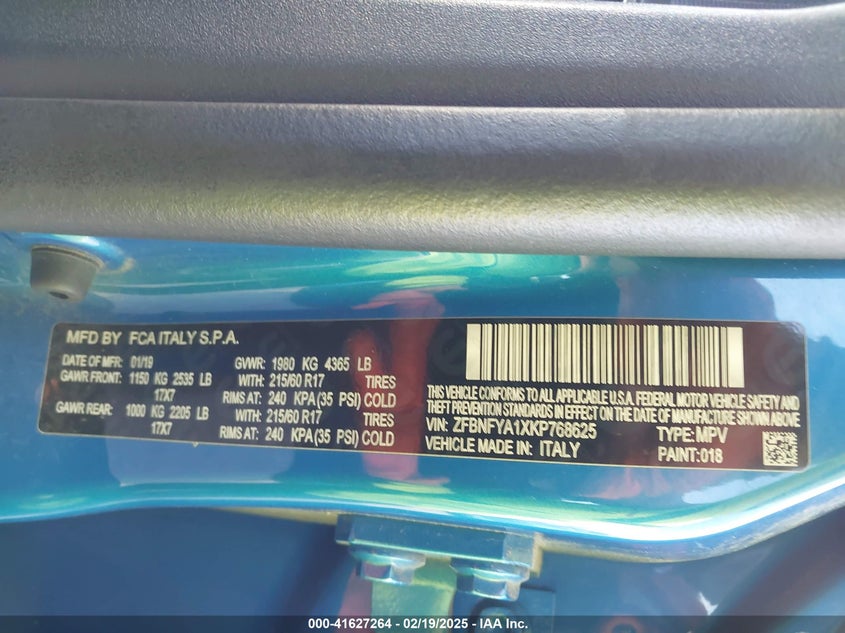 MFD BY FCA ITALY S.P.A.
DATE OF MFR: 01/19 GVWR: 1980 KG 4365 LB
GAWR FRONT: 1150 KG 2535 LB WITH : 215/60 R17 TIRES
17X7 RIMS AT: 240 KPA(35 PSI) COLD
GAWR REAR: 1000 KG 2205 LB WITH : 215/60 R17 TIRES
17X7 RIMS AT: 240 KPA(35 PSI) COLD
THIS VEHICLE CONFORMS TO ALL APPLICABLE U.S.A. FEDERAL MOTOR VEHICLE SAFETY AND
THEFT PREVENTION STANDARDS IN EFFECT ON THE DATE OF MANUFACTURE SHOWN ABOVE
VIN: ZFBNFYA1XKP768625 TYPE: MPV
VEHICLE MADE IN: ITALY PAINT: 018
000-41627264 - 02/19/2025 - IAA Inc.